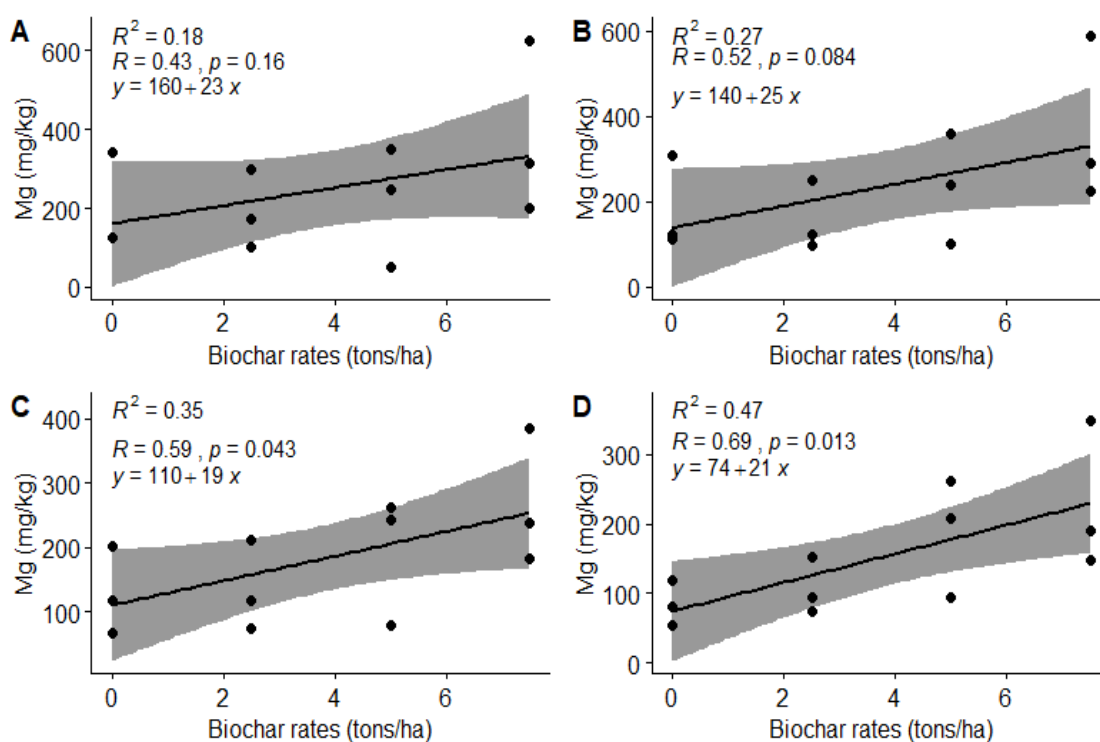 A
R² = 0.18
R = 0.43 , p = 0.16
y = 160+23 x
Mg (mg/kg)
600
400
200
0
0 2 4 6
Biochar rates (tons/ha)
B
R² = 0.27
R = 0.52 , p = 0.084
y = 140+25 x
Mg (mg/kg)
600
400
200
0
0 2 4 6
Biochar rates (tons/ha)
C
R² = 0.35
R = 0.59 , p = 0.043
y = 110+19 x
Mg (mg/kg)
400
300
200
100
0 2 4 6
Biochar rates (tons/ha)
D
R² = 0.47
R = 0.69 , p = 0.013
y = 74+21 x
Mg (mg/kg)
300
200
100
0
0 2 4 6
Biochar rates (tons/ha)